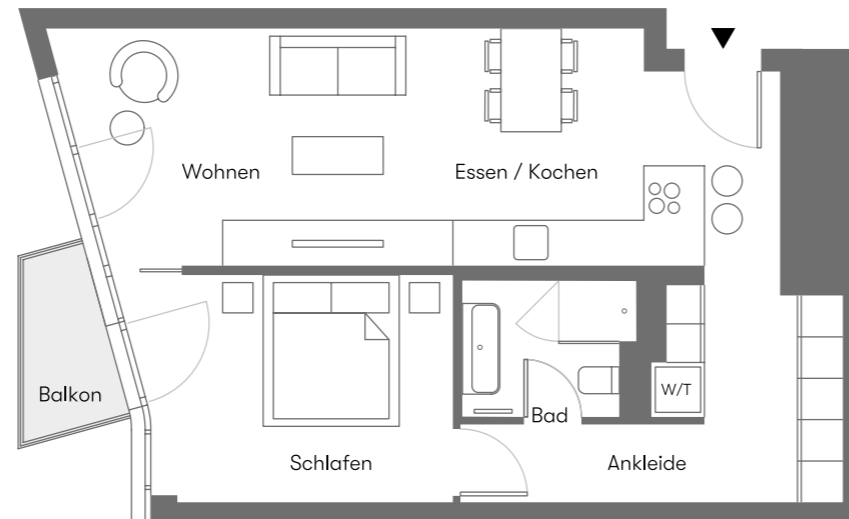 Wohnen
Essen / Kochen
Balkon
W/T
Bad
Schlafen
Ankleide